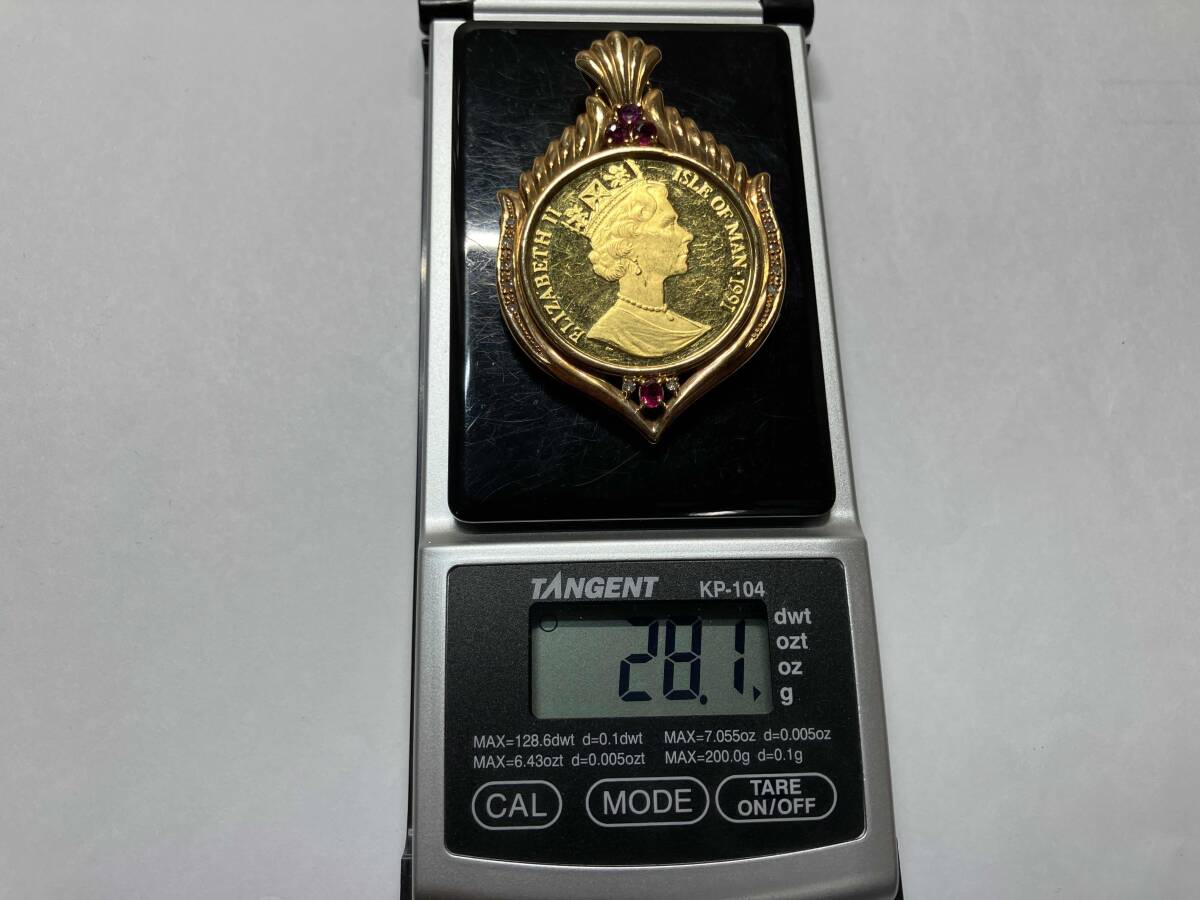 ELIZABETH II
ISLE OF MAN · 1991
TANGENT KP-104
dwt
ozt
oz
g
28.1
MAX=128.6dwt d=0.1dwt MAX=7.055oz d=0.005oz
MAX=6.43ozt d=0.005ozt MAX=200.0g d=0.1g
CAL
MODE
TARE
ON/OFF